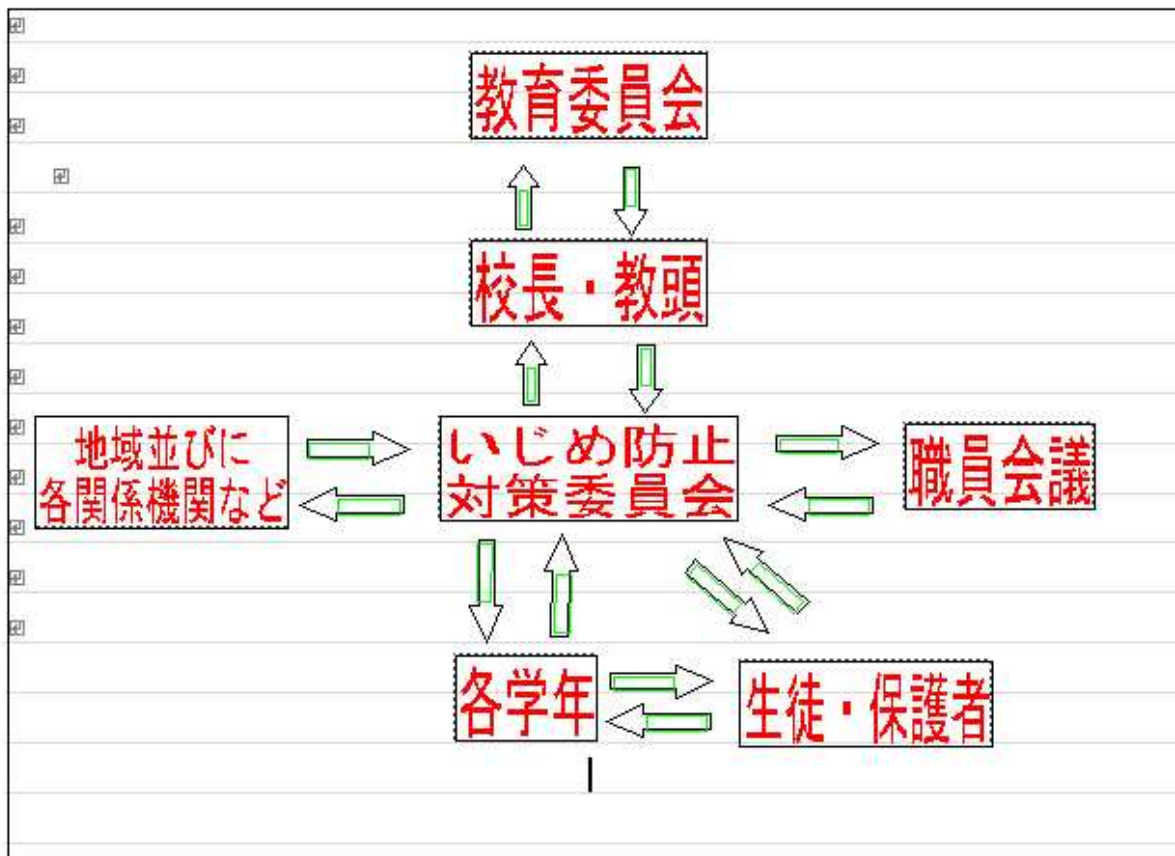 教育委員会
校長・教頭
地域並びに
各関係機関など
いじめ防止
対策委員会
職員会議
各学年
生徒・保護者